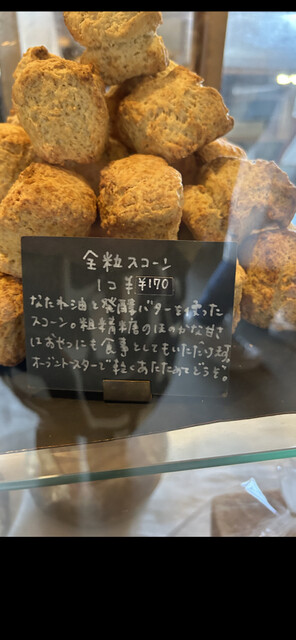 全粒スコーン
1コ ¥170
なたね油と発酵バターを使った
スコーン。粗精糖のほのかな甘さ
はおやつにも食事としてもいただけます。
オーブントースターで軽くあたためてどうぞ。